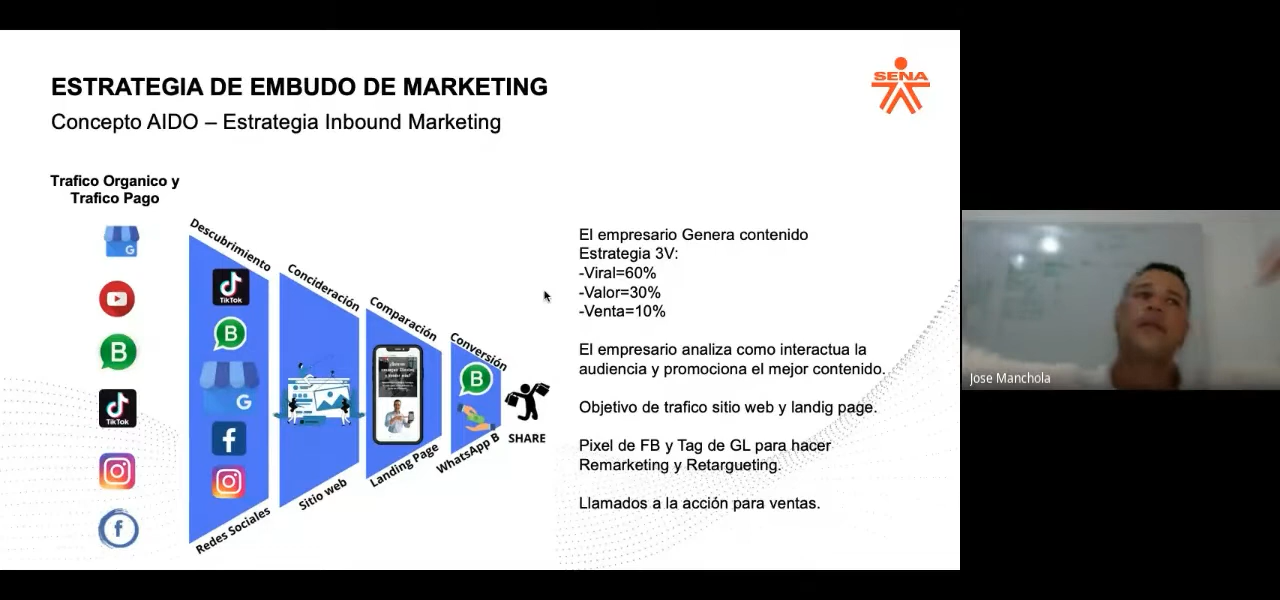 ESTRATEGIA DE EMBUDO DE MARKETING
Concepto AIDO – Estrategia Inbound Marketing
SENA
Trafico Organico y
Trafico Pago
G
B
TikTok
f
Descubrimiento
TikTok
B
G
f
Redes Sociales
Concideración
Sitio web
Comparación
Landing Page
Conversión
B
WhatsApp B
SHARE
El empresario Genera contenido
Estrategia 3V:
-Viral=60%
-Valor=30%
-Venta=10%
El empresario analiza como interactua la
audiencia y promociona el mejor contenido.
Objetivo de trafico sitio web y landig page.
Pixel de FB y Tag de GL para hacer
Remarketing y Retargueting.
Llamados a la acción para ventas.
Jose Manchola